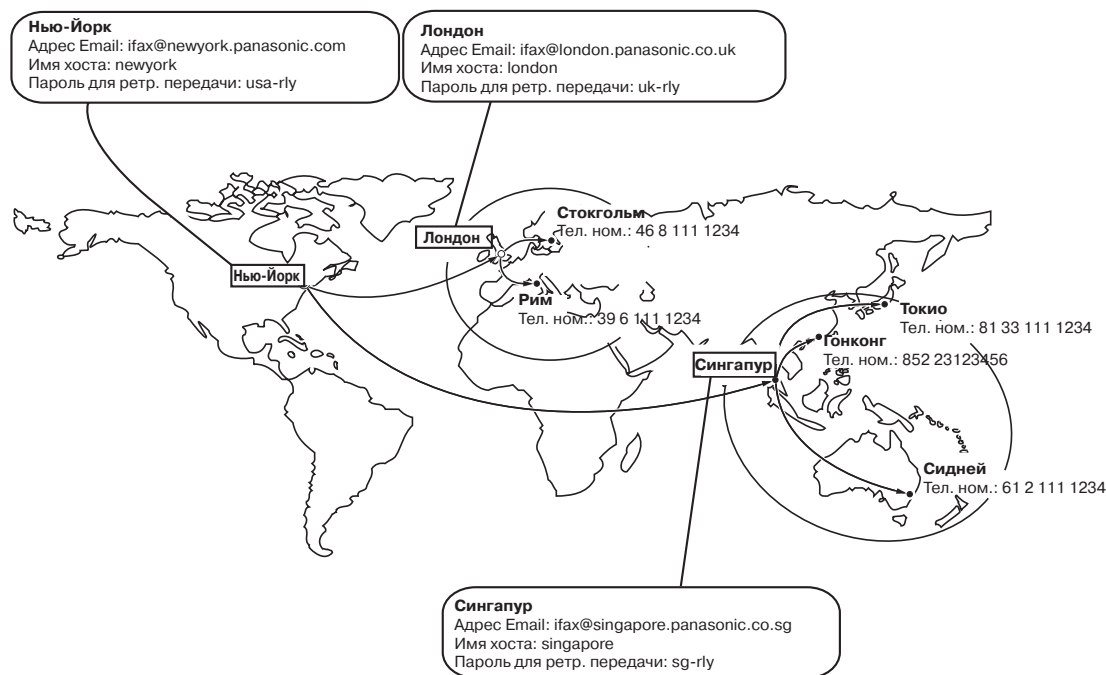 Нью-Йорк
Адрес Email: ifax@newyork.panasonic.com
Имя хоста: newyork
Пароль для ретр. передачи: usa-rly
Лондон
Адрес Email: ifax@london.panasonic.co.uk
Имя хоста: london
Пароль для ретр. передачи: uk-rly
Стокгольм
Тел. ном.: 46 8 111 1234
Лондон
Нью-Йорк
Рим
Тел. ном.: 39 6 111 1234
Токио
Тел. ном.: 81 33 111 1234
Гонконг
Тел. ном.: 852 23123456
Сингапур
Сидней
Тел. ном.: 61 2 111 1234
Сингапур
Адрес Email: ifax@singapore.panasonic.co.sg
Имя хоста: singapore
Пароль для ретр. передачи: sg-rly